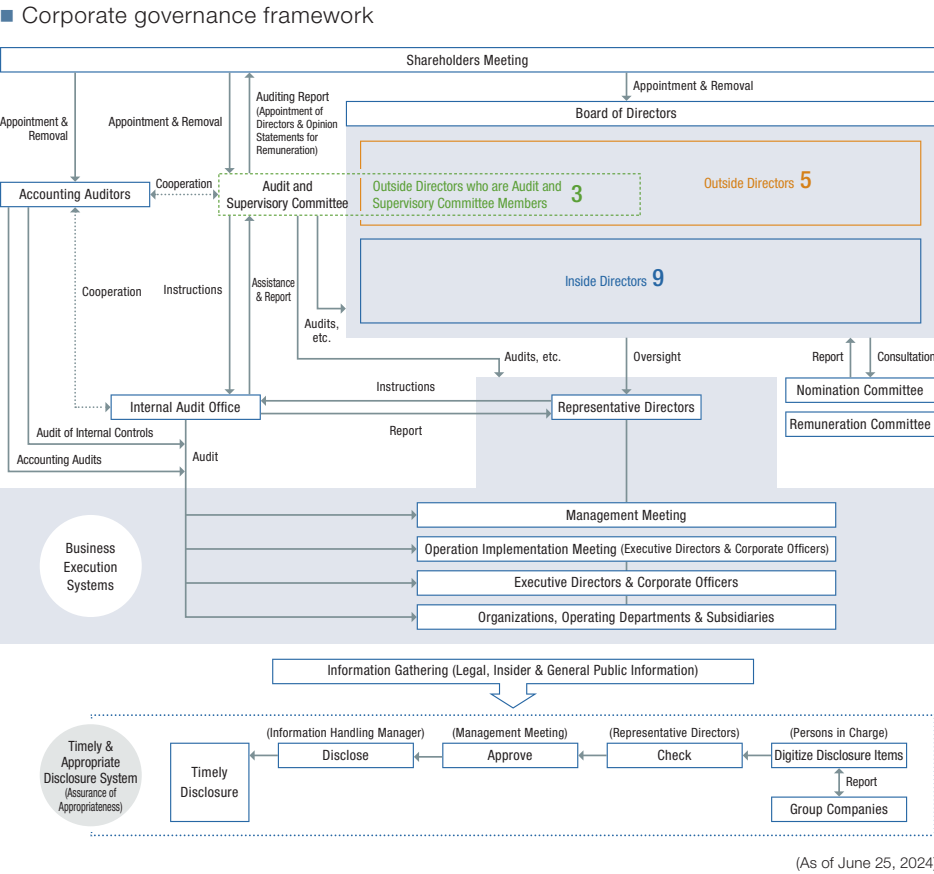 Corporate governance framework
Shareholders Meeting
Appointment &
Removal
Appointment & Removal
Auditing Report
(Appointment of
Directors & Opinion
Statements for
Remuneration)
Appointment & Removal
Board of Directors
Accounting Auditors
Cooperation
Audit and
Supervisory Committee
Outside Directors who are Audit and
Supervisory Committee Members 3
Outside Directors 5
Inside Directors 9
Cooperation
Instructions
Assistance
& Report
Audits,
etc.
Audits, etc.
Oversight
Report
Consultation
Nomination Committee
Remuneration Committee
Internal Audit Office
Instructions
Report
Representative Directors
Audit of Internal Controls
Accounting Audits
Audit
Business
Execution
Systems
Management Meeting
Operation Implementation Meeting (Executive Directors & Corporate Officers)
Executive Directors & Corporate Officers
Organizations, Operating Departments & Subsidiaries
Information Gathering (Legal, Insider & General Public Information)
Timely &
Appropriate
Disclosure System
(Assurance of
Appropriateness)
Timely
Disclosure
(Information Handling Manager)
Disclose
(Management Meeting)
Approve
(Representative Directors)
Check
(Persons in Charge)
Digitize Disclosure Items
Report
Group Companies
(As of June 25, 2024)